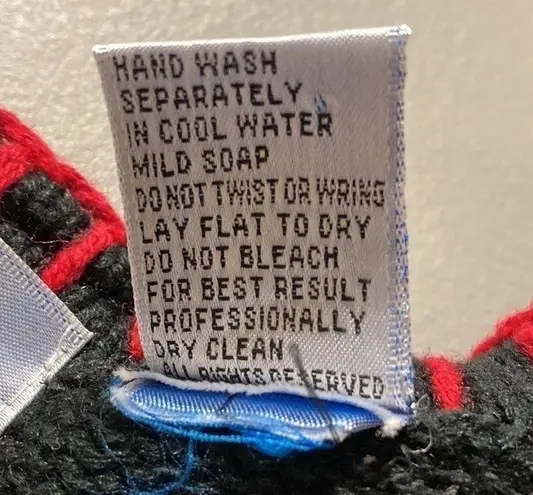 HAND WASH
SEPARATELY
IN COOL WATER
MILD SOAP
DO NOT TWIST OR WRING
LAY FLAT TO DRY
DO NOT BLEACH
FOR BEST RESULT
PROFESSIONALLY
DRY CLEAN
ALL RIGHTS RESERVED